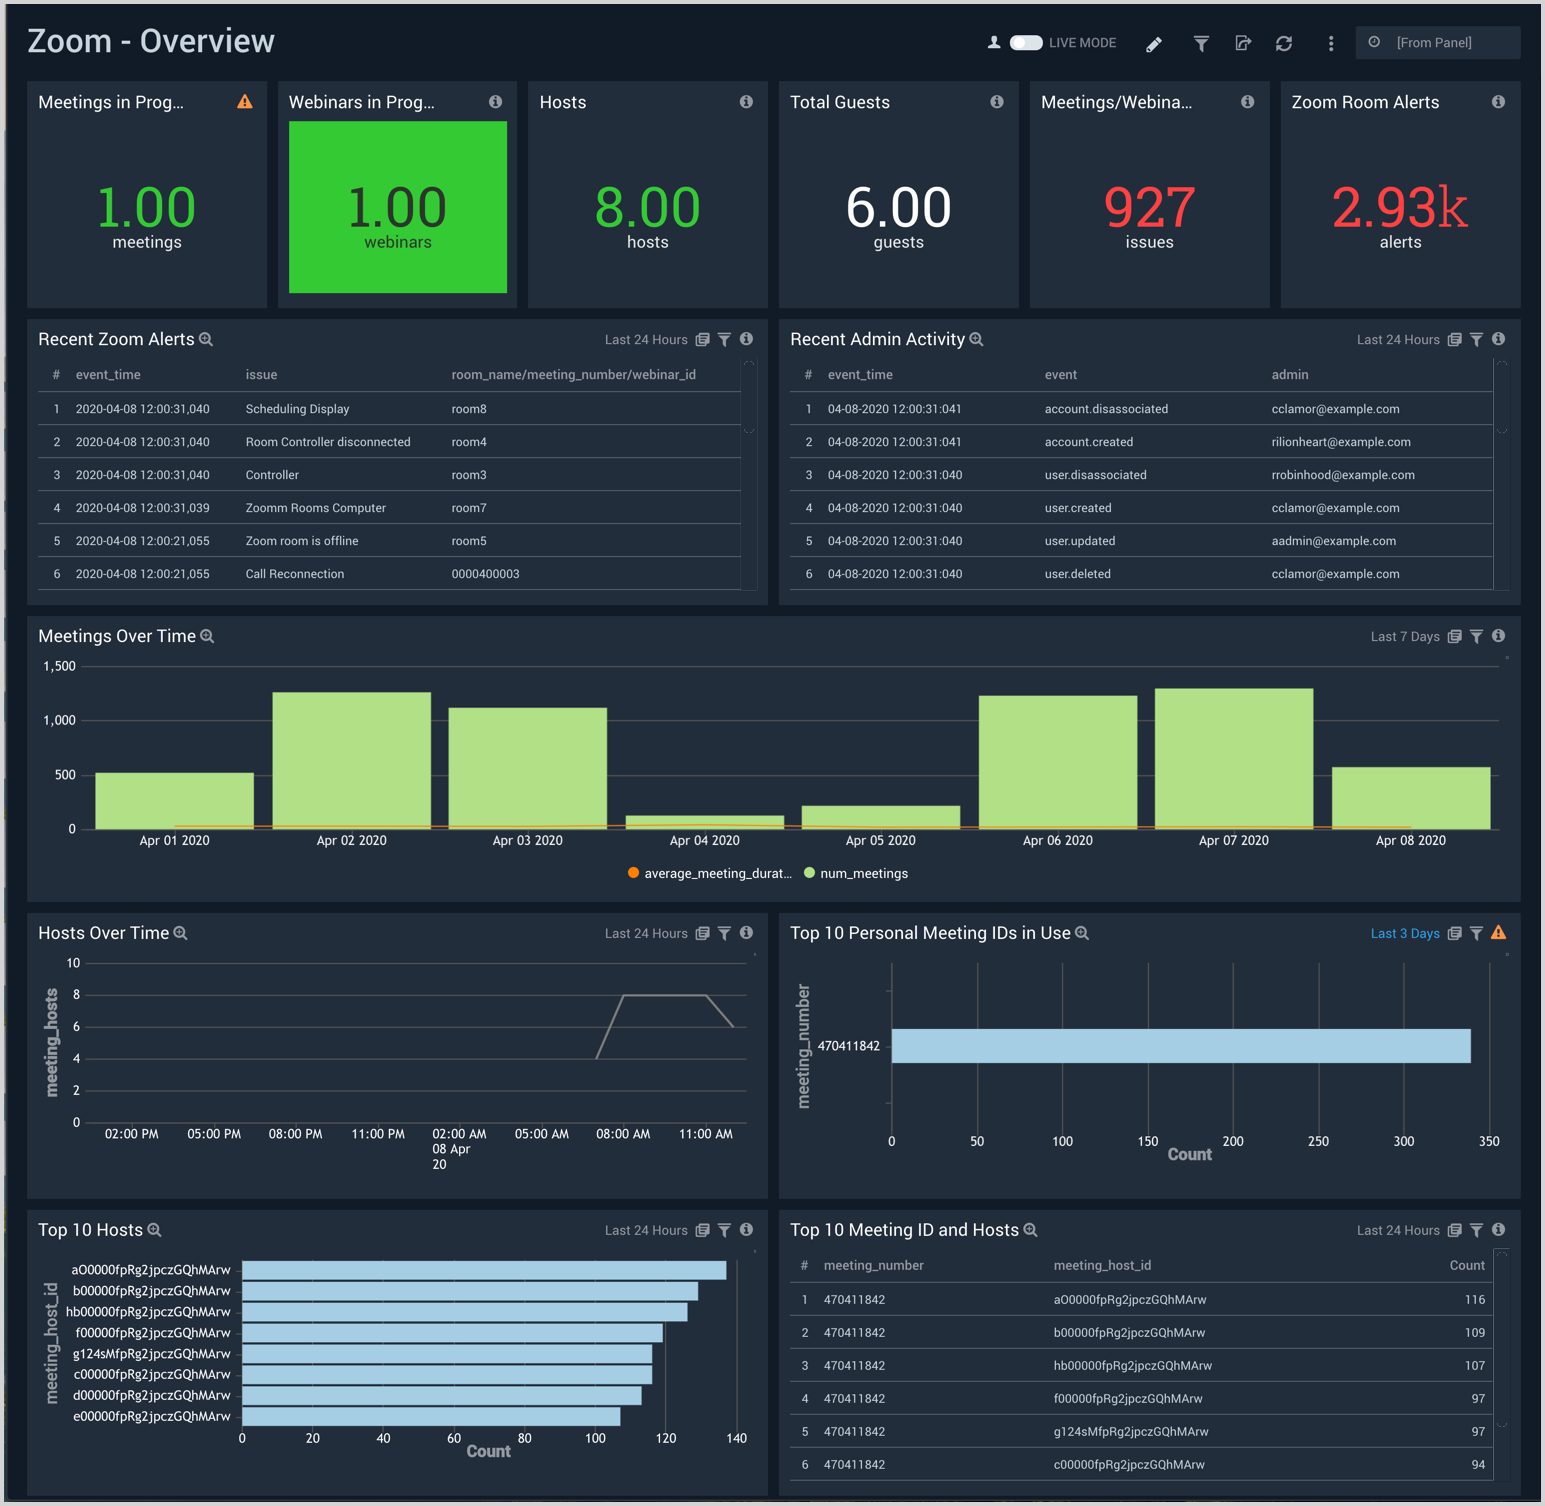 Zoom - Overview
LIVE MODE
[From Panel]
Meetings in Prog...
1.00
meetings
Webinars in Prog...
1.00
webinars
Hosts
8.00
hosts
Total Guests
6.00
guests
Meetings/Webina...
927
issues
Zoom Room Alerts
2.93k
alerts
Recent Zoom Alerts
Last 24 Hours
# event_time issue room_name/meeting_number/webinar_id
1 2020-04-08 12:00:31,040 Scheduling Display room8
2 2020-04-08 12:00:31,040 Room Controller disconnected room4
3 2020-04-08 12:00:31,040 Controller room3
4 2020-04-08 12:00:31,039 Zoomm Rooms Computer room7
5 2020-04-08 12:00:21,055 Zoom room is offline room5
6 2020-04-08 12:00:21,055 Call Reconnection 0000400003
Recent Admin Activity
Last 24 Hours
# event_time event admin
1 04-08-2020 12:00:31:041 account.disassociated cclamor@example.com
2 04-08-2020 12:00:31:041 account.created rilionheart@example.com
3 04-08-2020 12:00:31:040 user.disassociated rrobinhood@example.com
4 04-08-2020 12:00:31:040 user.created cclamor@example.com
5 04-08-2020 12:00:31:040 user.updated aadmin@example.com
6 04-08-2020 12:00:31:040 user.deleted cclamor@example.com
Meetings Over Time
Last 7 Days
1,500
1,000
500
0
Apr 01 2020 Apr 02 2020 Apr 03 2020 Apr 04 2020 Apr 05 2020 Apr 06 2020 Apr 07 2020 Apr 08 2020
average_meeting_durat... num_meetings
Hosts Over Time
Last 24 Hours
meeting_hosts
10
8
6
4
2
0
02:00 PM 05:00 PM 08:00 PM 11:00 PM 02:00 AM 05:00 AM 08:00 AM 11:00 AM
08 Apr
20
Top 10 Personal Meeting IDs in Use
Last 3 Days
meeting_number
470411842
0 50 100 150 200 250 300 350
Count
Top 10 Hosts
Last 24 Hours
meeting_host_id
aO0000fpRg2jpczGQhMArw
b00000fpRg2jpczGQhMArw
hb00000fpRg2jpczGQhMArw
f00000fpRg2jpczGQhMArw
g124sMfpRg2jpczGQhMArw
c00000fpRg2jpczGQhMArw
d00000fpRg2jpczGQhMArw
e00000fpRg2jpczGQhMArw
0 20 40 60 80 100 120 140
Count
Top 10 Meeting ID and Hosts
Last 24 Hours
# meeting_number meeting_host_id Count
1 470411842 aO0000fpRg2jpczGQhMArw 116
2 470411842 b00000fpRg2jpczGQhMArw 109
3 470411842 hb00000fpRg2jpczGQhMArw 107
4 470411842 f00000fpRg2jpczGQhMArw 97
5 470411842 g124sMfpRg2jpczGQhMArw 97
6 470411842 c00000fpRg2jpczGQhMArw 94